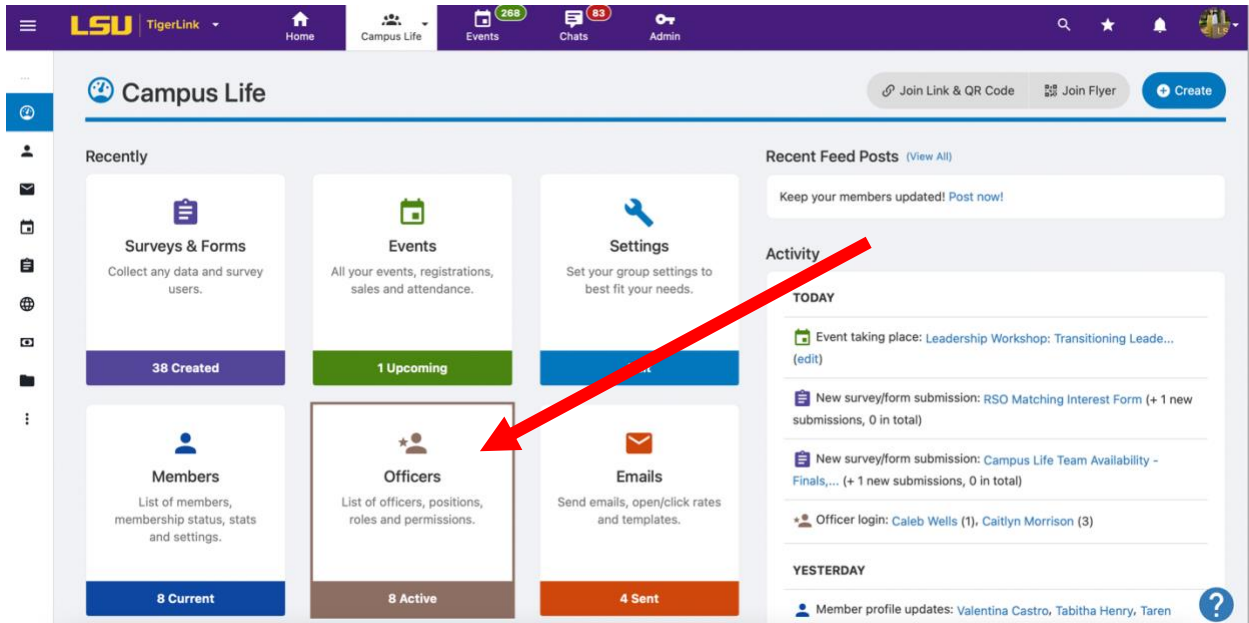 LSU TigerLink
Home
Campus Life
Events
268
Chats
83
Admin
Campus Life
Join Link & QR Code
Join Flyer
Create
Recently
Surveys & Forms
Collect any data and survey
users.
38 Created
Events
All your events, registrations,
sales and attendance.
1 Upcoming
Settings
Set your group settings to
best fit your needs.
Members
List of members,
membership status, stats
and settings.
8 Current
Officers
List of officers, positions,
roles and permissions.
8 Active
Emails
Send emails, open/click rates
and templates.
4 Sent
Recent Feed Posts (View All)
Keep your members updated! Post now!
Activity
TODAY
Event taking place: Leadership Workshop: Transitioning Leade...
(edit)
New survey/form submission: RSO Matching Interest Form (+ 1 new
submissions, 0 in total)
New survey/form submission: Campus Life Team Availability -
Finals,... (+ 1 new submissions, 0 in total)
Officer login: Caleb Wells (1), Caitlyn Morrison (3)
YESTERDAY
Member profile updates: Valentina Castro, Tabitha Henry, Taren